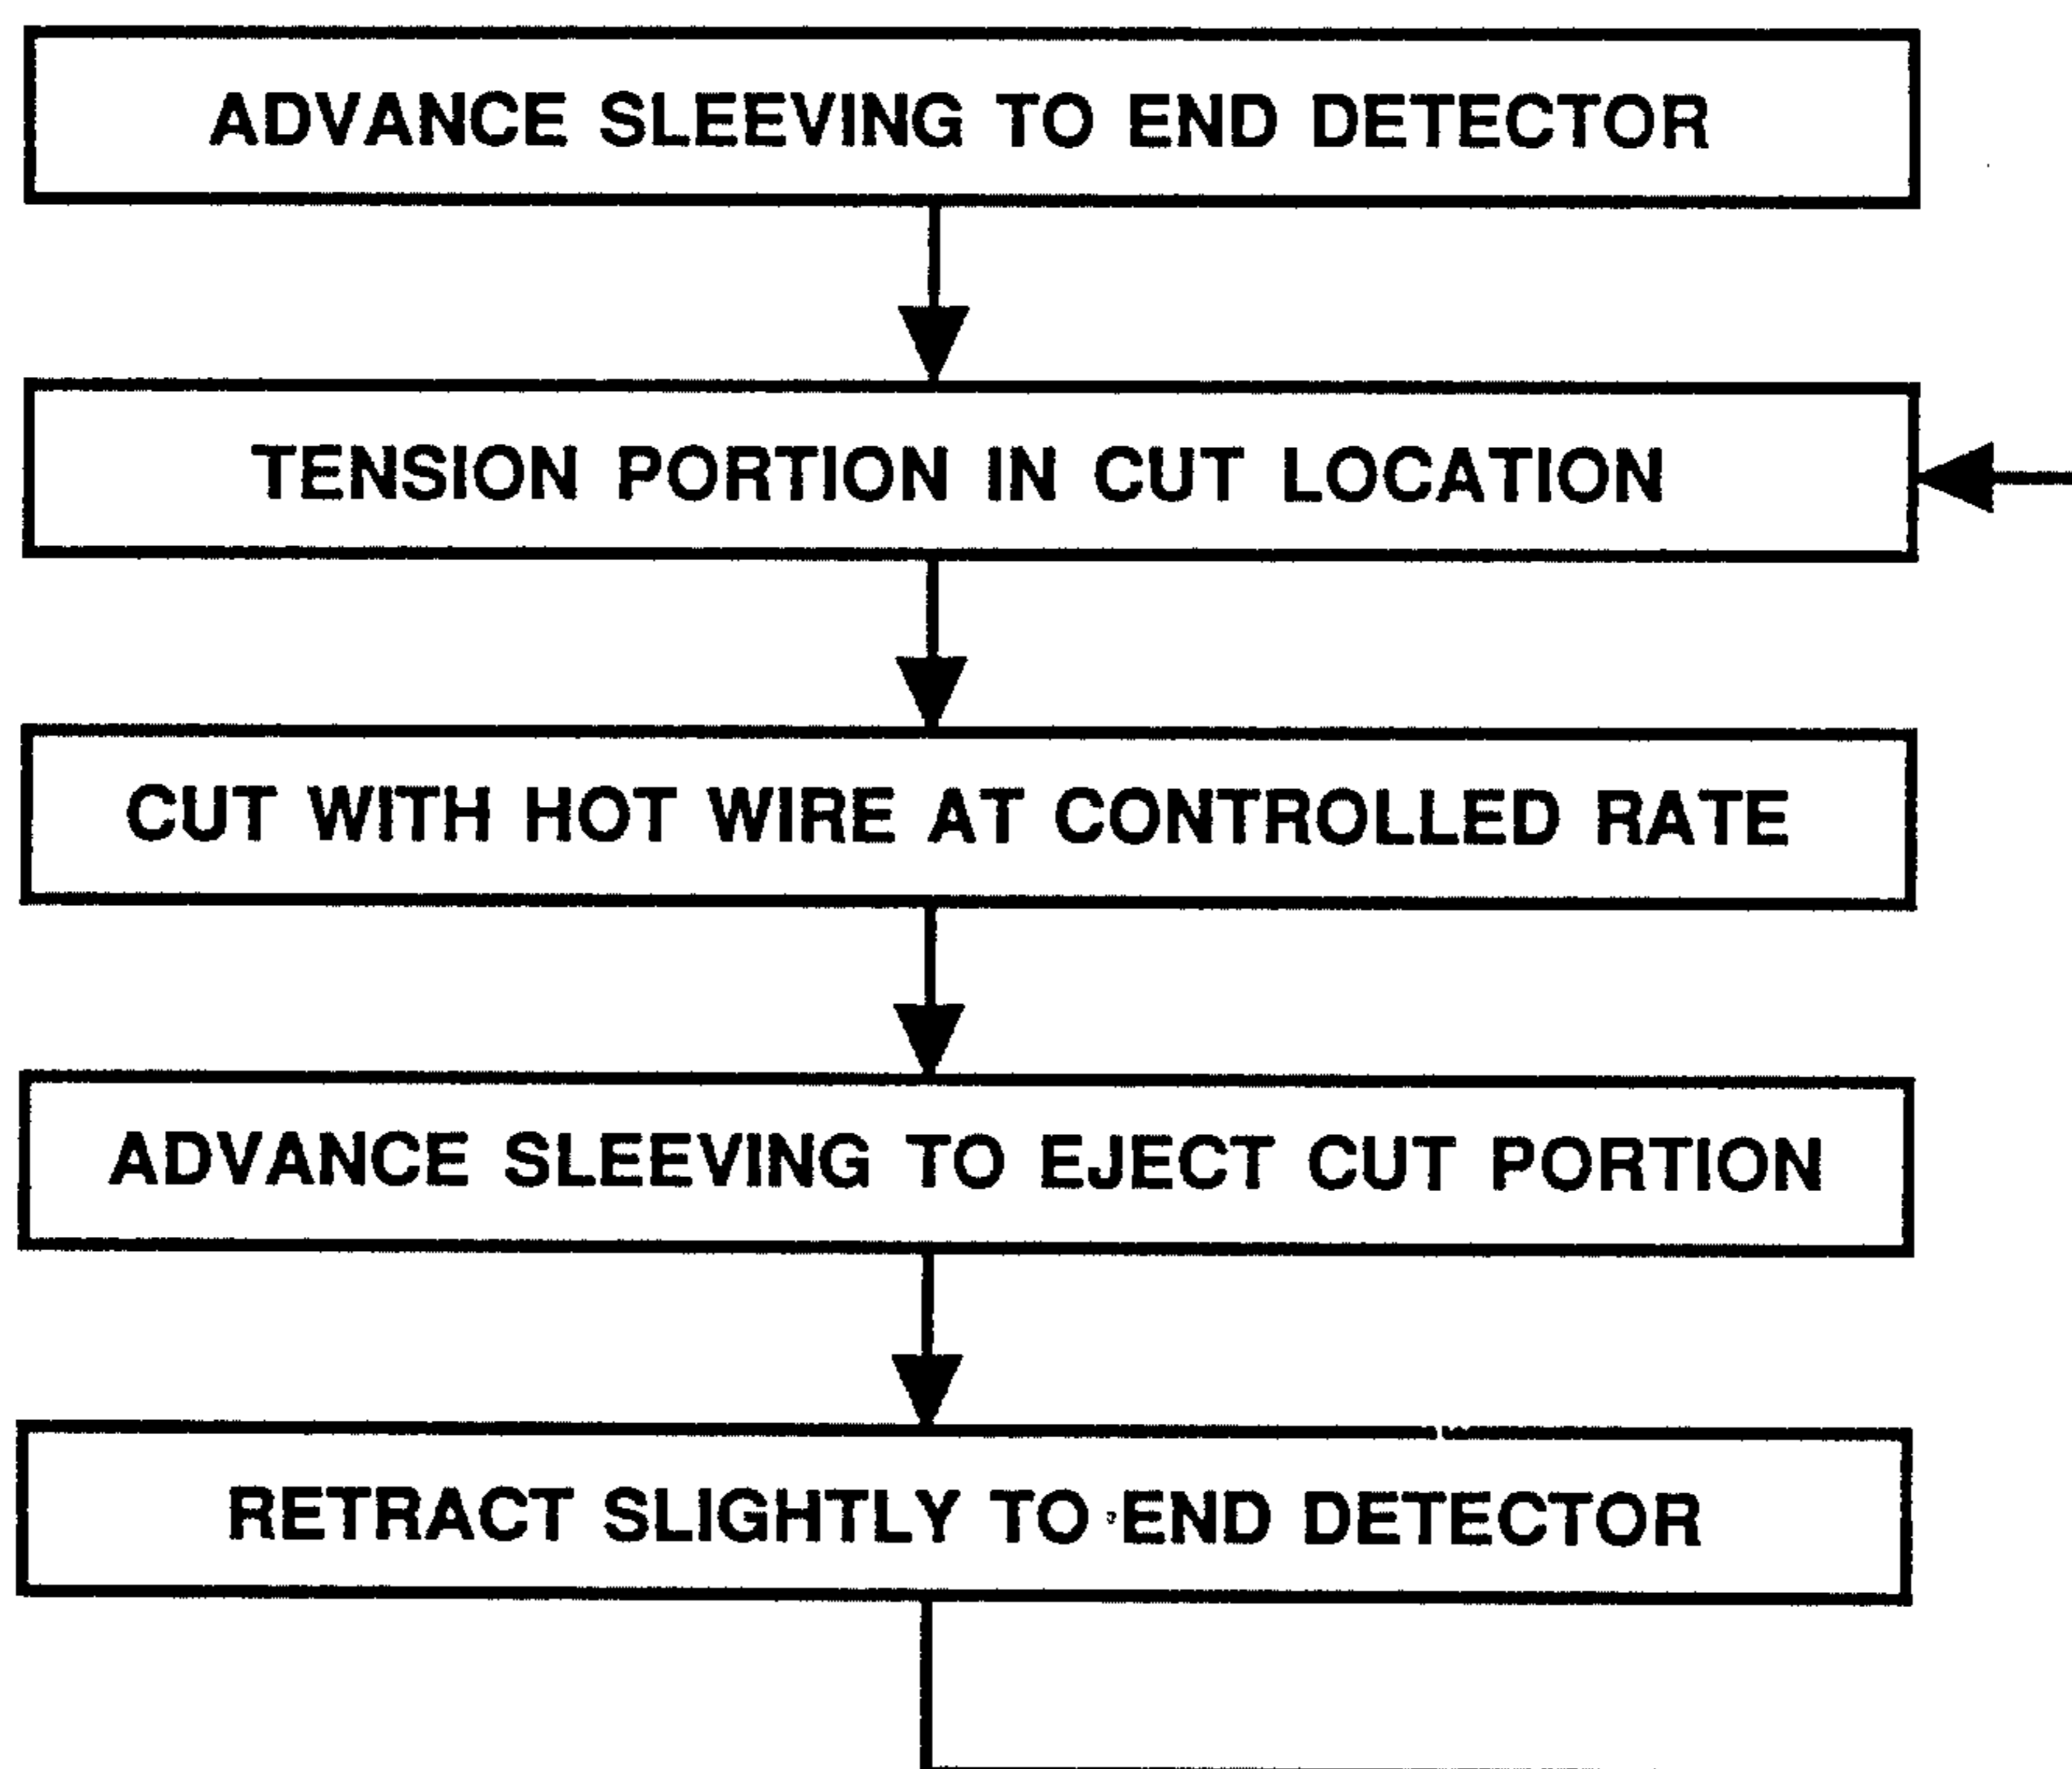 ADVANCE SLEEVING TO END DETECTOR
TENSION PORTION IN CUT LOCATION
CUT WITH HOT WIRE AT CONTROLLED RATE
ADVANCE SLEEVING TO EJECT CUT PORTION
RETRACT SLIGHTLY TO END DETECTOR